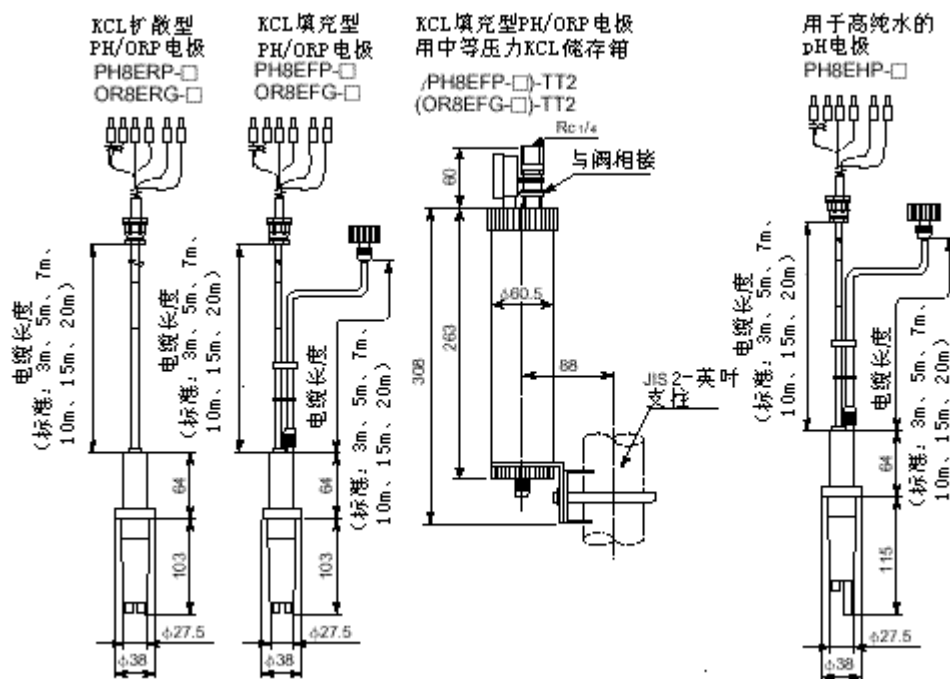 KCL扩散型
PH/ORP电极
PH8ERP-□
OR8ERG-□
KCL填充型
PH/ORP电极
PH8EFP-□
OR8EFG-□
KCL填充型PH/ORP电极
用中等压力KCL储存箱
(PH8EFP-□)-TT2
(OR8EFG-□)-TT2
用于高纯水的
pH电极
PH8EHP-□
电缆长度
(标准：3m、5m、7m、
10m、15m、20m)
64
103
ф27.5
ф38
电缆长度
(标准：3m、5m、7m、
10m、15m、20m)
电缆长度
(标准：3m、5m、7m、
10m、15m、20m)
64
103
ф27.5
ф38
Rc1/4
与阀相接
60
ф60.5
263
308
88
JIS 2-英吋
支柱
电缆长度
(标准：3m、5m、7m、
10m、15m、20m)
电缆长度
(标准：3m、5m、7m、
10m、15m、20m)
64
115
ф27.5
ф38